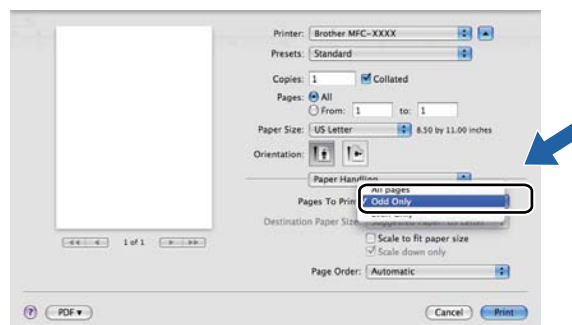 Printer: Brother MFC-XXXX
Presets: Standard
Copies: 1 Collated
Pages: All
From: 1 to: 1
Paper Size: US Letter 8.50 by 11.00 inches
Orientation:
Paper Handling
All pages
Pages To Print ✓ Odd Only
Destination Paper Size
Scale to fit paper size
1 of 1
Scale down only
Page Order: Automatic
? PDF ▼ Cancel Print